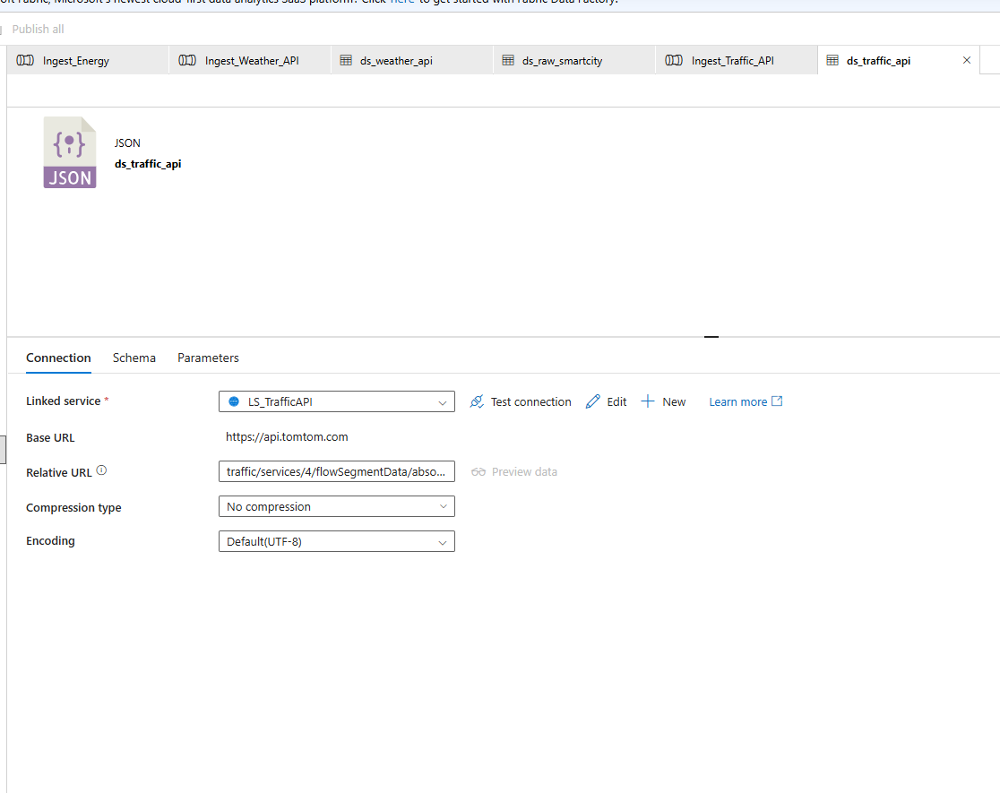 oft Fabric, Microsoft's newest cloud-first data analytics SaaS platform? Click here to get started with Fabric Data Factory.
Publish all
Ingest_Energy Ingest_Weather_API ds_weather_api ds_raw_smartcity Ingest_Traffic_API ds_traffic_api
JSON
JSON
ds_traffic_api
Connection Schema Parameters
Linked service * LS_TrafficAPI Test connection Edit New Learn more
Base URL https://api.tomtom.com
Relative URL traffic/services/4/flowSegmentData/abso... Preview data
Compression type No compression
Encoding Default(UTF-8)